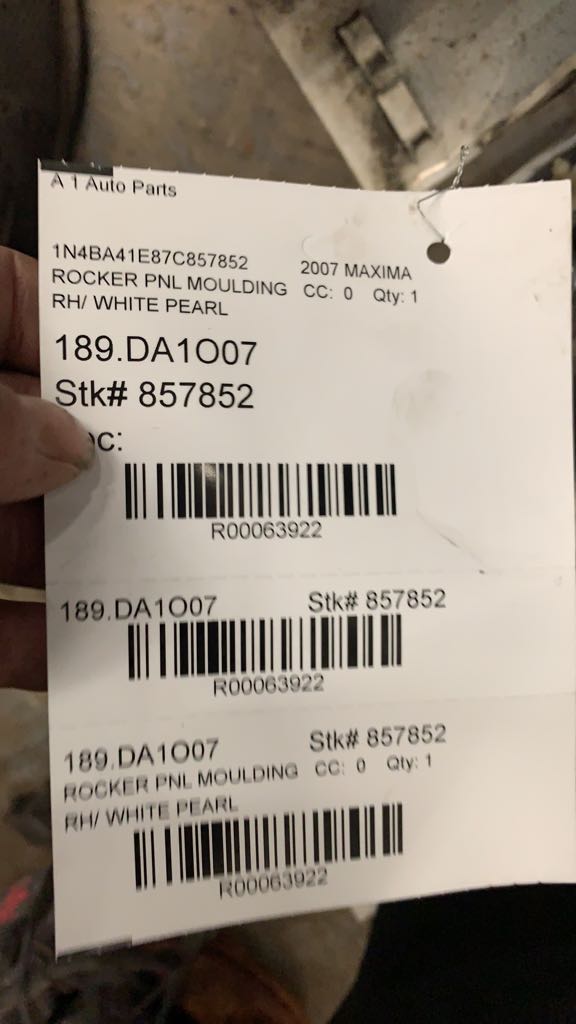 A 1 Auto Parts
1N4BA41E87C857852 2007 MAXIMA
ROCKER PNL MOULDING CC: 0 Qty: 1
RH/ WHITE PEARL
189.DA1O07
Stk# 857852
oc:
R00063922
189.DA1O07 Stk# 857852
R00063922
189.DA1O07 Stk# 857852
ROCKER PNL MOULDING CC: 0 Qty: 1
RH/ WHITE PEARL
R00063922